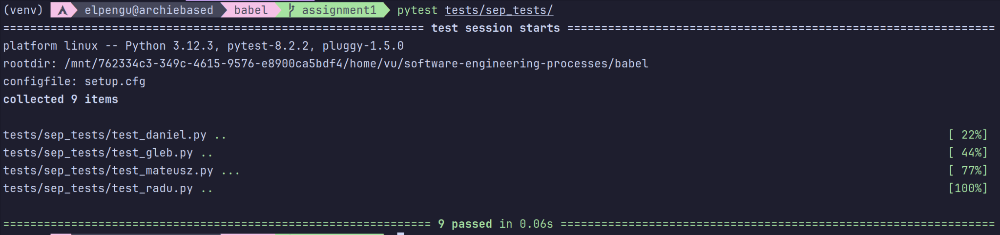 (venv) elpengu@archiebased babel assignment1 pytest tests/sep_tests/
============================================================== test session starts ===============================================================
platform linux -- Python 3.12.3, pytest-8.2.2, pluggy-1.5.0
rootdir: /mnt/762334c3-349c-4615-9576-e8900ca5bdf4/home/vu/software-engineering-processes/babel
configfile: setup.cfg
collected 9 items
tests/sep_tests/test_daniel.py .. [ 22%]
tests/sep_tests/test_gleb.py .. [ 44%]
tests/sep_tests/test_mateusz.py ... [ 77%]
tests/sep_tests/test_radu.py .. [100%]
=============================================================== 9 passed in 0.06s ================================================================